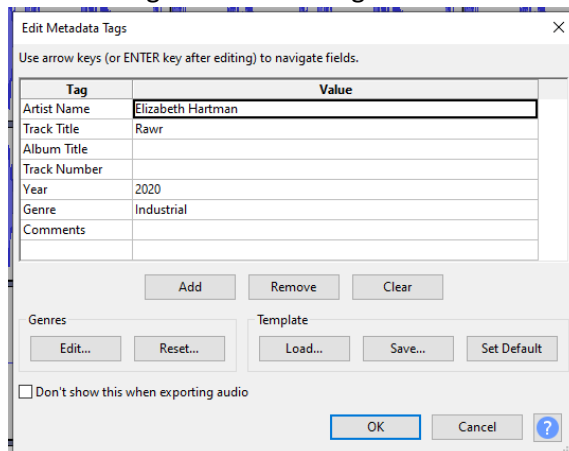 Edit Metadata Tags
Use arrow keys (or ENTER key after editing) to navigate fields.
Tag Value
Artist Name Elizabeth Hartman
Track Title Rawr
Album Title
Track Number
Year 2020
Genre Industrial
Comments
Add Remove Clear
Genres Template
Edit... Reset... Load... Save... Set Default
Don't show this when exporting audio
OK Cancel ?